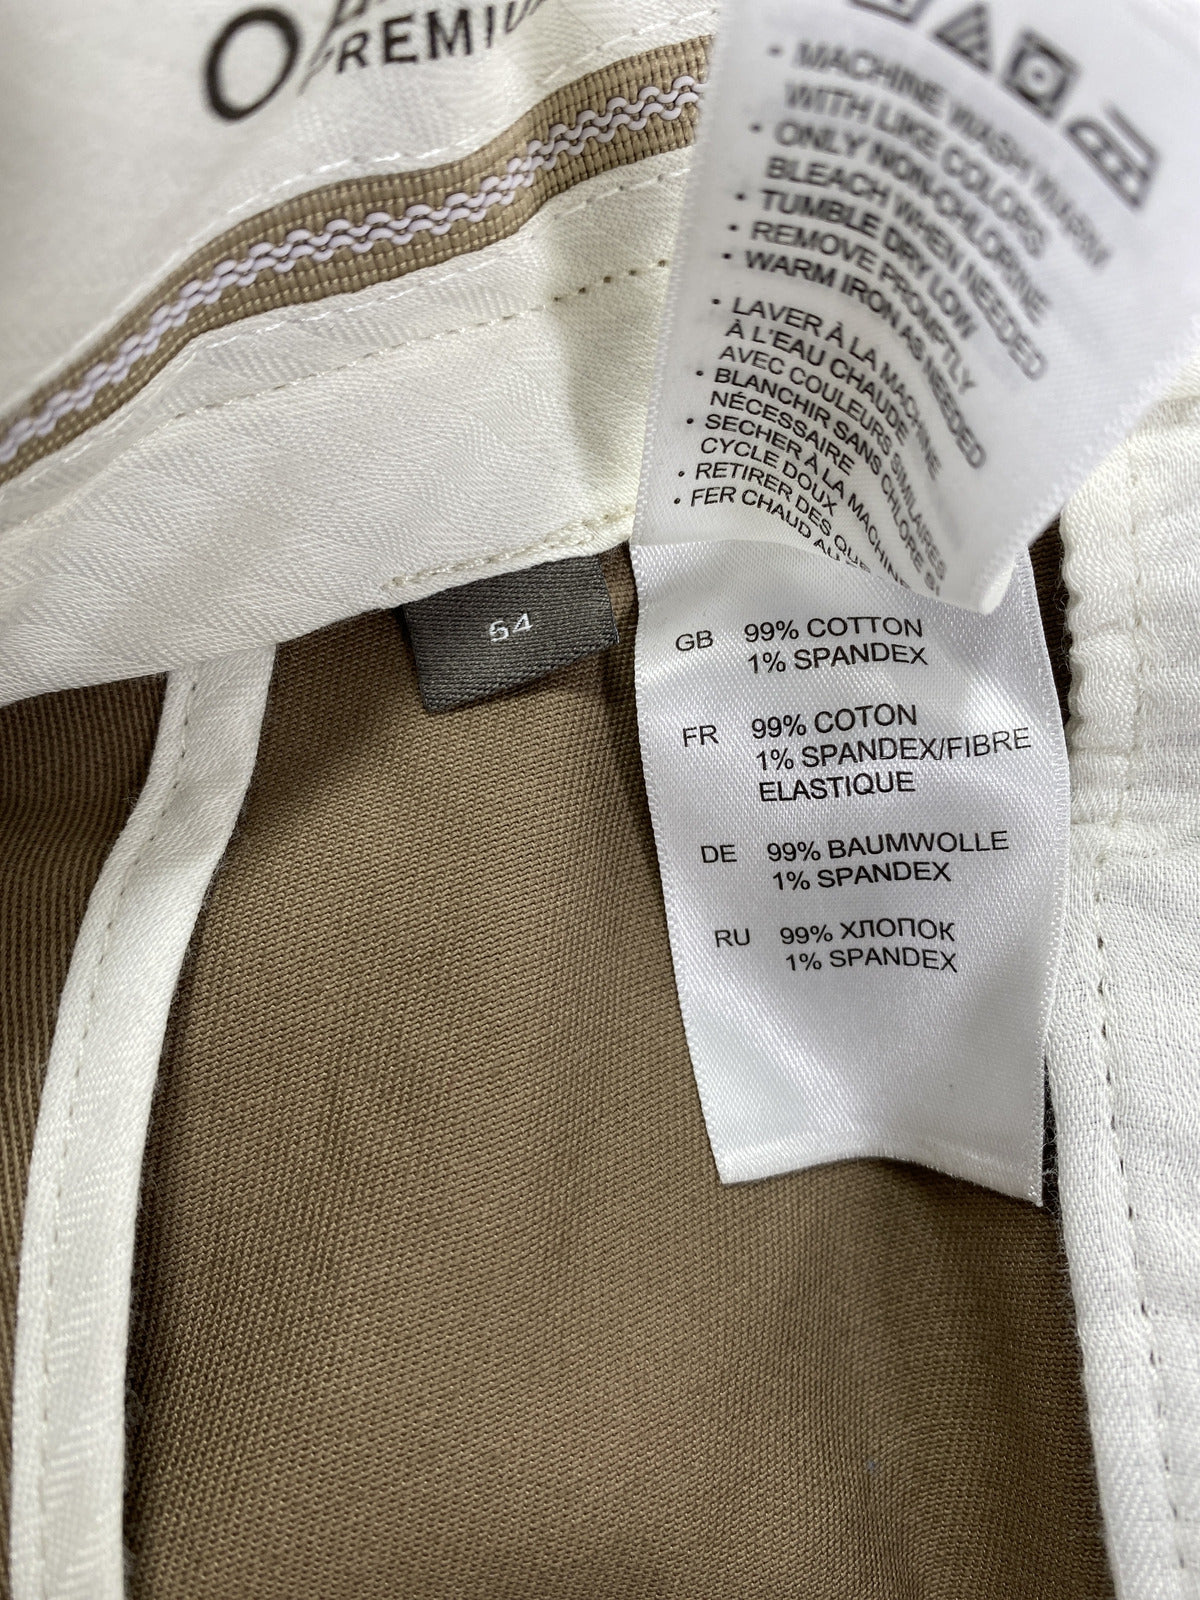 PREMIU
• MACHINE WASH WARM
WITH LIKE COLORS
• ONLY NON-CHLORINE
BLEACH WHEN NEEDED
• TUMBLE DRY LOW
• REMOVE PROMPTLY
• WARM IRON AS NEEDED
• LAVER À LA MACHINE
À L'EAU CHAUDE
AVEC COULEURS SIMILAIRES
• BLANCHIR SANS CHLORE SI
NÉCESSAIRE
• SECHER À LA MACHINE
CYCLE DOUX
• RETIRER DES QUE
• FER CHAUD AU
54
GB 99% COTTON
1% SPANDEX
FR 99% COTON
1% SPANDEX/FIBRE
ELASTIQUE
DE 99% BAUMWOLLE
1% SPANDEX
RU 99% ХЛОПОК
1% SPANDEX